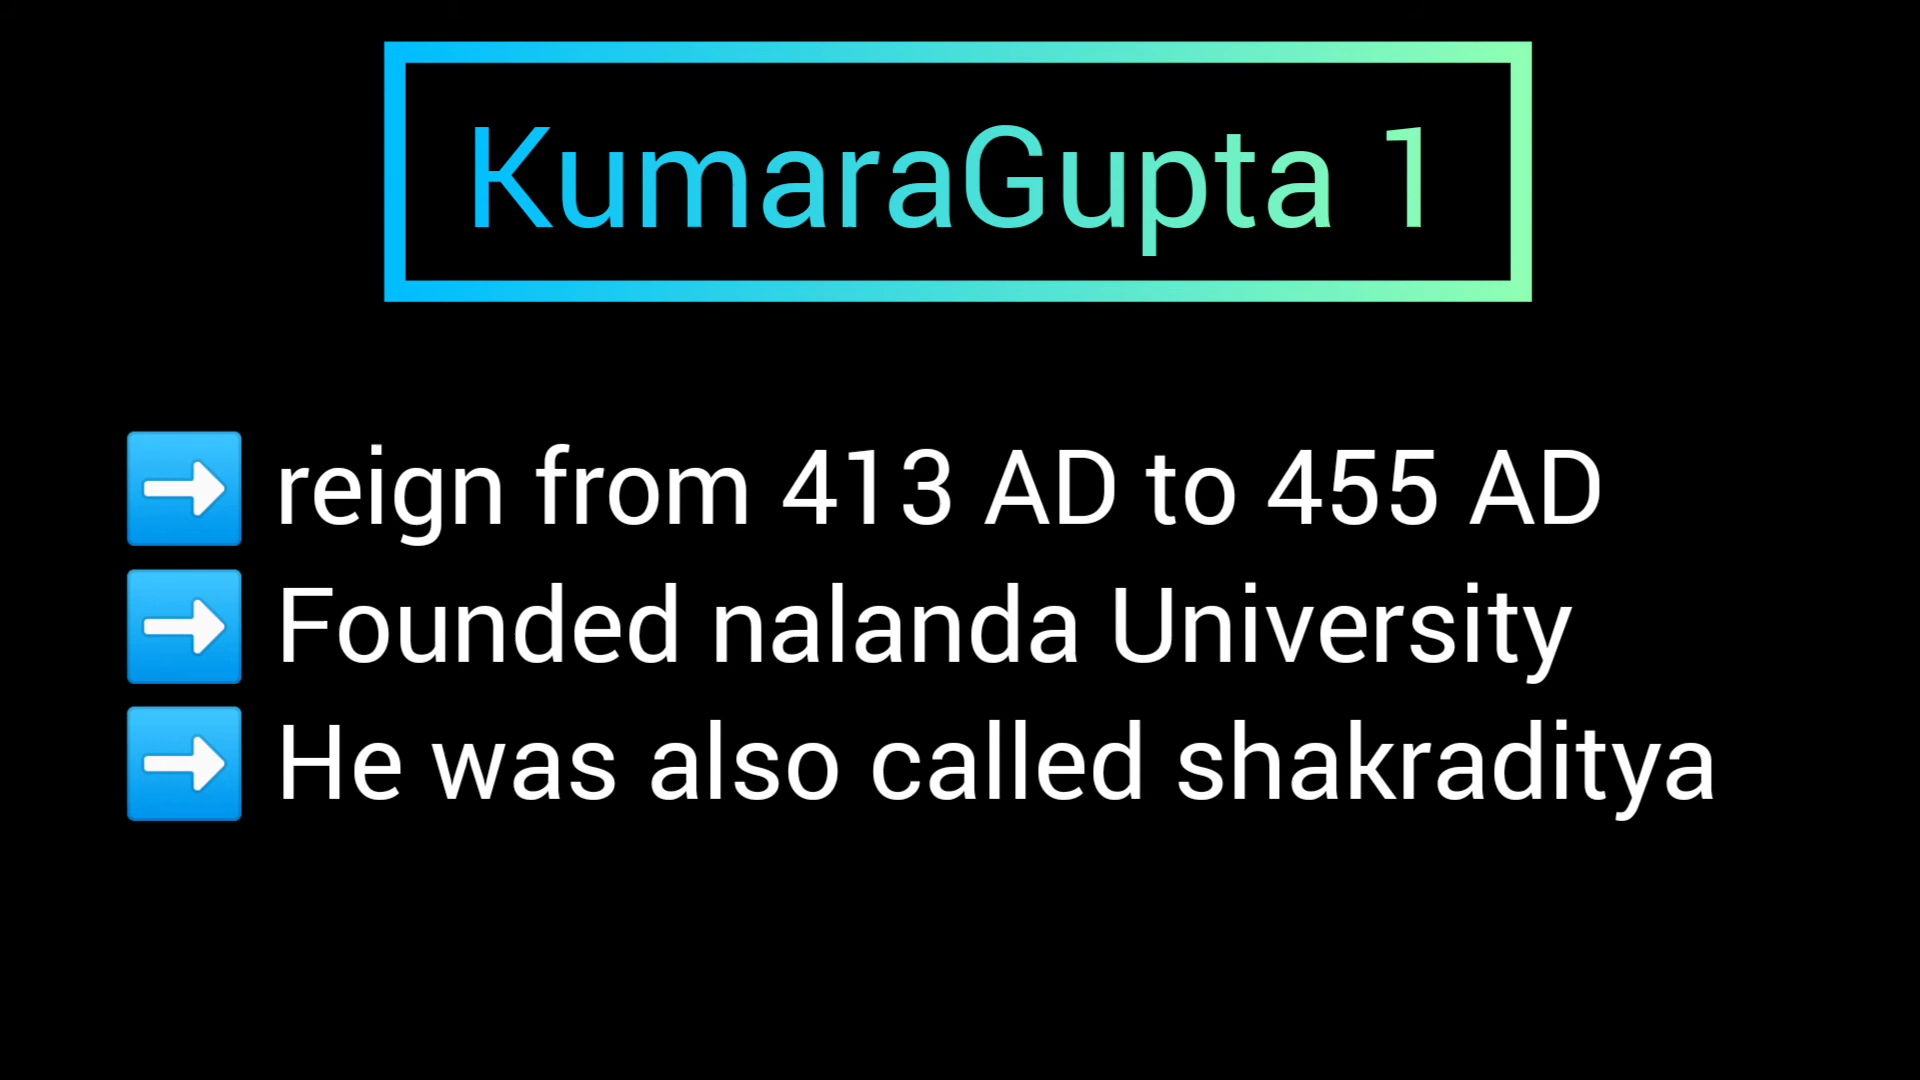 KumaraGupta 1
➡️ reign from 413 AD to 455 AD
➡️ Founded nalanda University
➡️ He was also called shakraditya